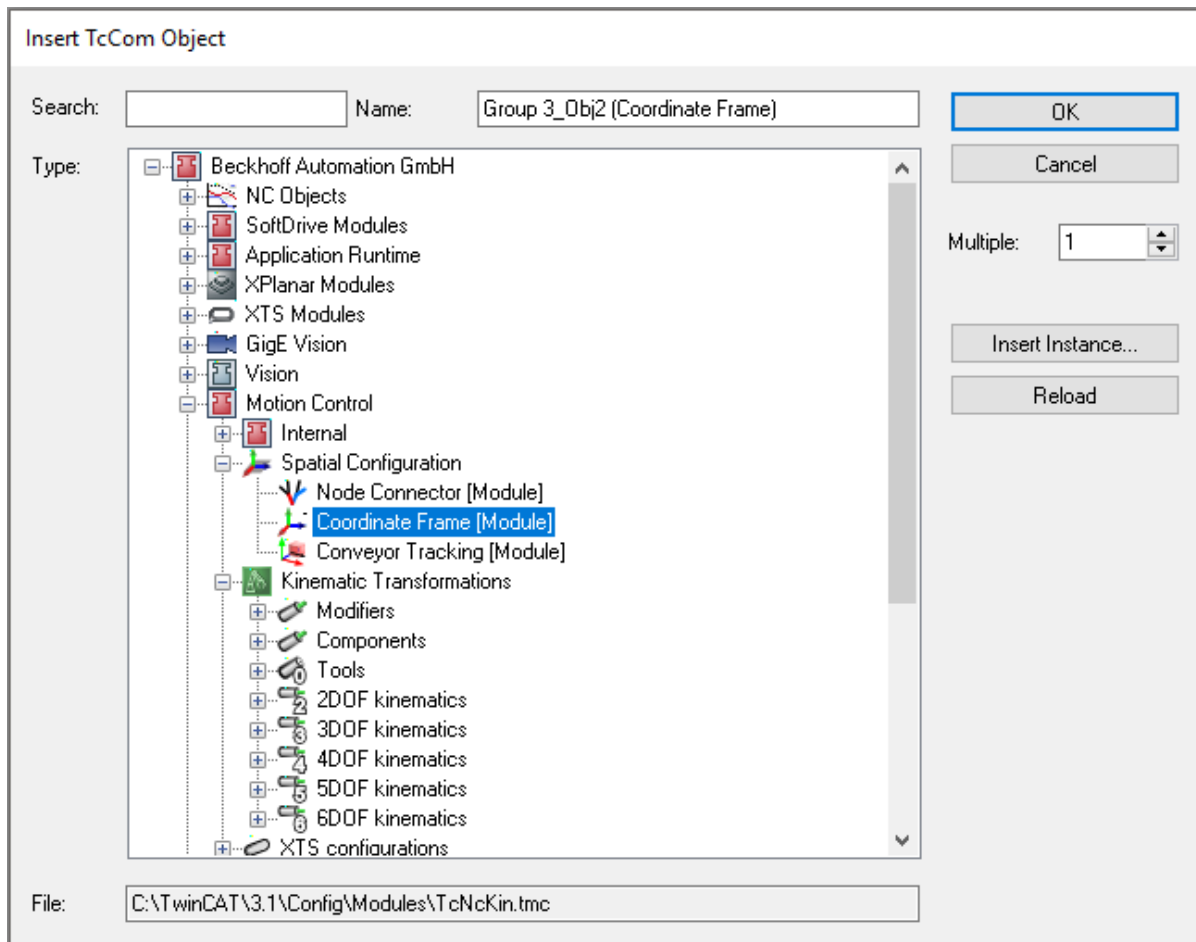 Insert TcCom Object
Search:
Name:
Group 3_Obj2 (Coordinate Frame)
OK
Type:
Beckhoff Automation GmbH
Cancel
NC Objects
SoftDrive Modules
Application Runtime
Multiple:
1
XPlanar Modules
XTS Modules
GigE Vision
Insert Instance...
Vision
Motion Control
Reload
Internal
Spatial Configuration
Node Connector [Module]
Coordinate Frame [Module]
Conveyor Tracking [Module]
Kinematic Transformations
Modifiers
Components
Tools
2DOF kinematics
3DOF kinematics
4DOF kinematics
5DOF kinematics
6DOF kinematics
XTS configurations
File:
C:\TwinCAT\3.1\Config\Modules\TcNcKin.tmc